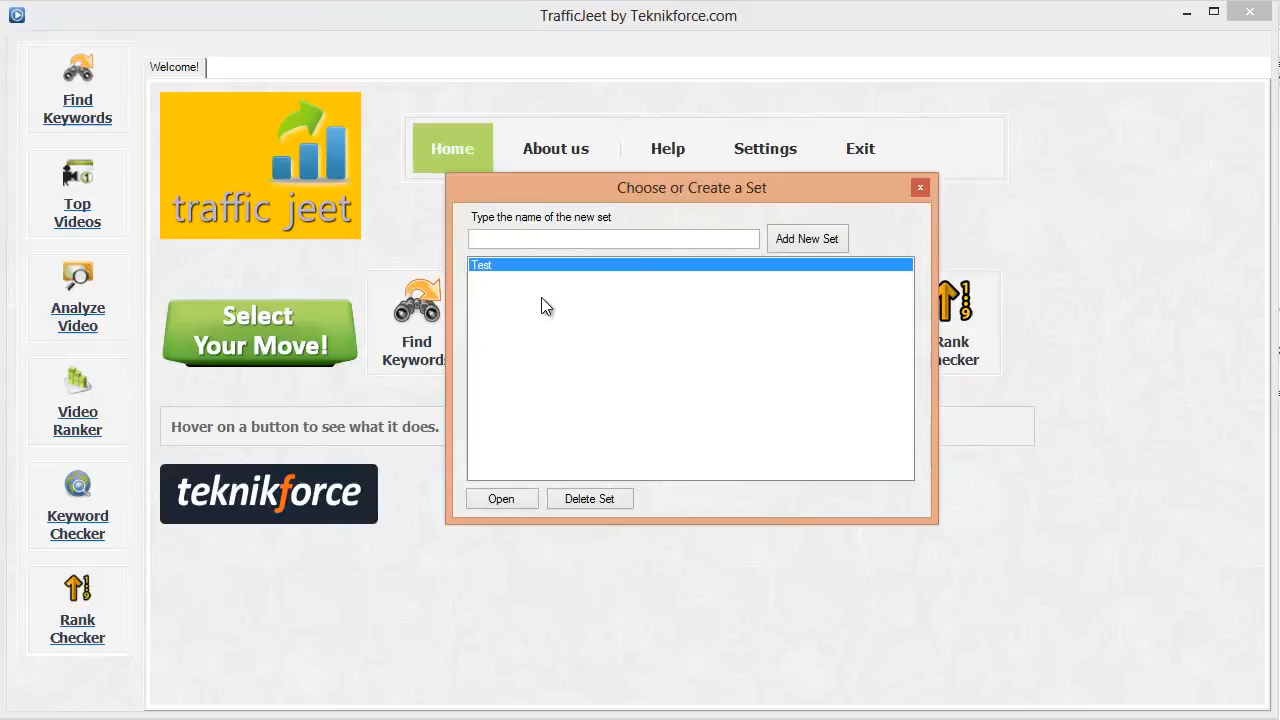 TrafficJeet by Teknikforce.com
Find
Keywords
Top
Videos
Analyze
Video
Video
Ranker
Keyword
Checker
Rank
Checker
Welcome!
traffic jeet
Home
About us
Help
Settings
Exit
Choose or Create a Set
x
Type the name of the new set
Add New Set
Test
Open
Delete Set
Select
Your Move!
Find
Keywords
Rank
hecker
Hover on a button to see what it does.
teknikforce